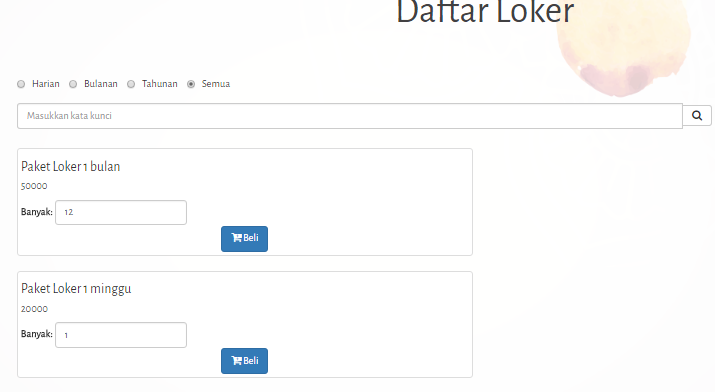 Daftar Loker
Harian Bulanan Tahunan Semua
Masukkan kata kunci
Paket Loker 1 bulan
50000
Banyak: 12
Beli
Paket Loker 1 minggu
20000
Banyak: 1
Beli